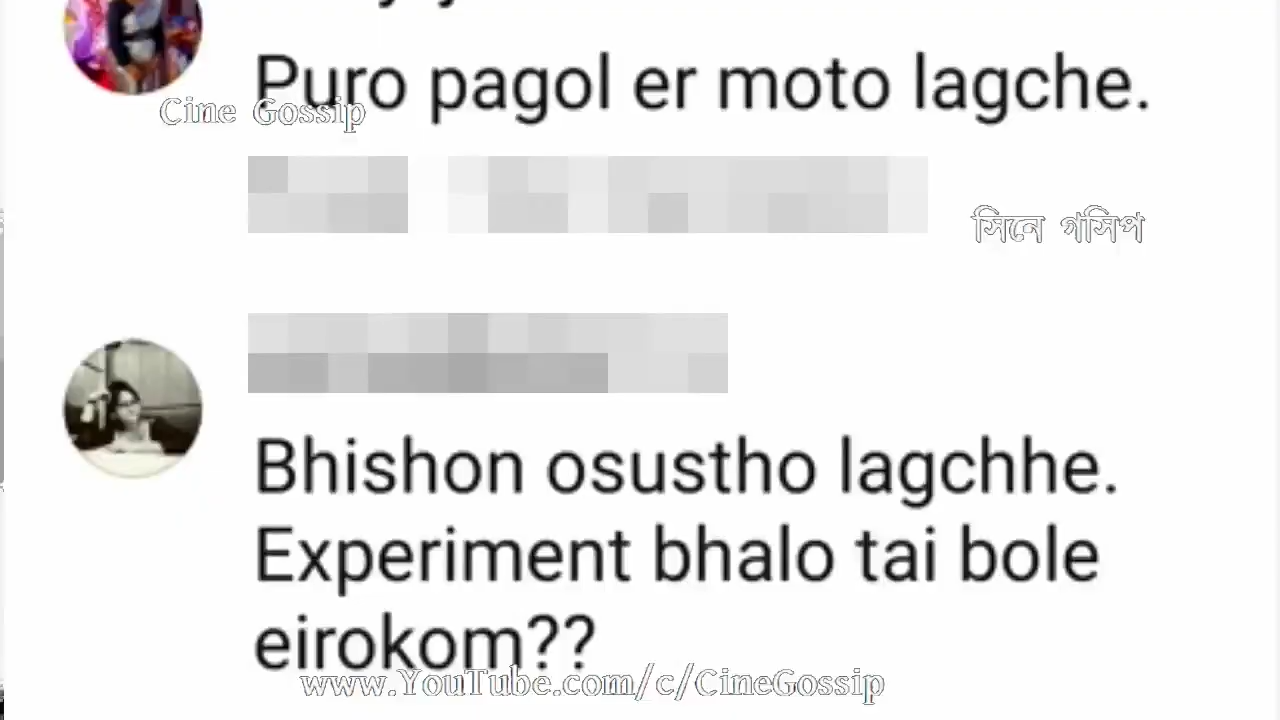 Puro pagol er moto lagche.
Cine Gossip
সিনে গসিপ
Bhishon osustho lagchhe.
Experiment bhalo tai bole
eirokom??
www.YouTube.com/c/CineGossip